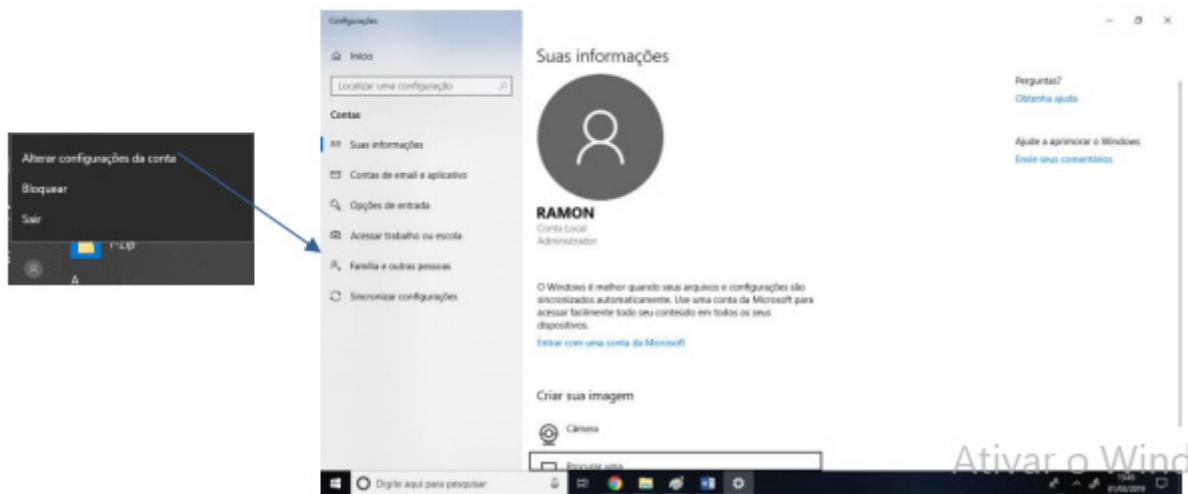 Alterar configurações da conta
Bloquear
Sair
7-Zip
A
Configurações
Início
Localizar uma configuração
Contas
Suas informações
Contas de email e aplicativo
Opções de entrada
Acessar trabalho ou escola
Família e outras pessoas
Sincronizar configurações
Suas informações
RAMON
Conta Local
Administrador
O Windows é melhor quando seus arquivos e configurações são
sincronizados automaticamente. Use uma conta da Microsoft para
acessar facilmente todo seu conteúdo em todos os seus
dispositivos.
Entrar com uma conta da Microsoft
Criar sua imagem
Câmera
Procurar uma
Perguntas?
Obtenha ajuda
Ajude a aprimorar o Windows
Envie seus comentários
Ativar o Wind
Digite aqui para pesquisar
15:45